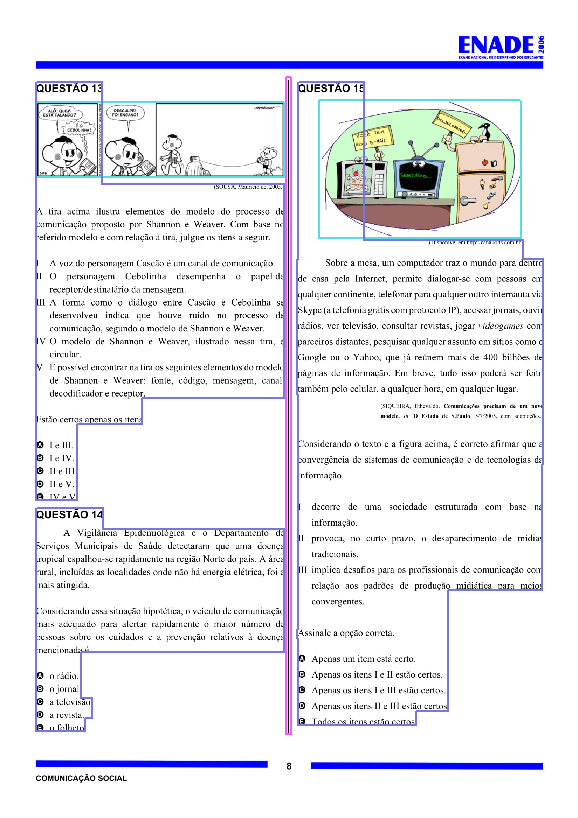 ENADE 2006
EXAME NACIONAL DE DESEMPENHO DOS ESTUDANTES
QUESTÃO 13
ALÔ, QUEM ESTÁ FALANDO?
É O CEBOLINHA!
DESCULPE! FOI ENGANO!
A tira acima ilustra elementos do modelo do processo de
comunicação proposto por Shannon e Weaver. Com base no
referido modelo e com relação à tira, julgue os itens a seguir.
I A voz do personagem Cascão é um canal de comunicação.
II O personagem Cebolinha desempenha o papel de
receptor/destinatário da mensagem.
III A forma como o diálogo entre Cascão e Cebolinha se
desenvolveu indica que houve ruído no processo de
comunicação, segundo o modelo de Shannon e Weaver.
IV O modelo de Shannon e Weaver, ilustrado nessa tira, é
circular.
V É possível encontrar na tira os seguintes elementos do modelo
de Shannon e Weaver: fonte, código, mensagem, canal,
decodificador e receptor.
Estão certos apenas os itens
A I e III.
B I e IV.
C II e III.
D II e V.
E IV e V.
QUESTÃO 14
A Vigilância Epidemiológica e o Departamento de
Serviços Municipais de Saúde detectaram que uma doença
tropical espalhou-se rapidamente na região Norte do país. A área
rural, incluídas as localidades onde não há energia elétrica, foi a
mais atingida.
Considerando essa situação hipotética, o veículo de comunicação
mais adequado para alertar rapidamente o maior número de
pessoas sobre os cuidados e a prevenção relativos à doença
mencionada é
A o rádio.
B o jornal.
C a televisão.
D a revista.
E o folheto.
QUESTÃO 15
Sobre a mesa, um computador traz o mundo para dentro
de casa pela Internet, permite dialogar-se com pessoas em
qualquer continente, telefonar para qualquer outro internauta via
Skype (a telefonia grátis com protocolo IP), acessar jornais, ouvir
rádios, ver televisão, consultar revistas, jogar videogames com
parceiros distantes, pesquisar qualquer assunto em sítios como o
Google ou o Yahoo, que já reúnem mais de 400 bilhões de
páginas de informação. Em breve, tudo isso poderá ser feito
também pelo celular, a qualquer hora, em qualquer lugar.
(SIQUEIRA, Ethevaldo. Comunicações precisam de um novo
modelo. In: O Estado de S.Paulo,
Considerando o texto e a figura acima, é correto afirmar que a
convergência de sistemas de comunicação e de tecnologias da
informação
I decorre de uma sociedade estruturada com base na
informação.
II provoca, no curto prazo, o desaparecimento de mídias
tradicionais.
III implica desafios para os profissionais de comunicação com
relação aos padrões de produção midiática para meios
convergentes.
Assinale a opção correta.
A Apenas um item está certo.
B Apenas os itens I e II estão certos.
C Apenas os itens I e III estão certos.
D Apenas os itens II e III estão certos.
E Todos os itens estão certos.
8
COMUNICAÇÃO SOCIAL